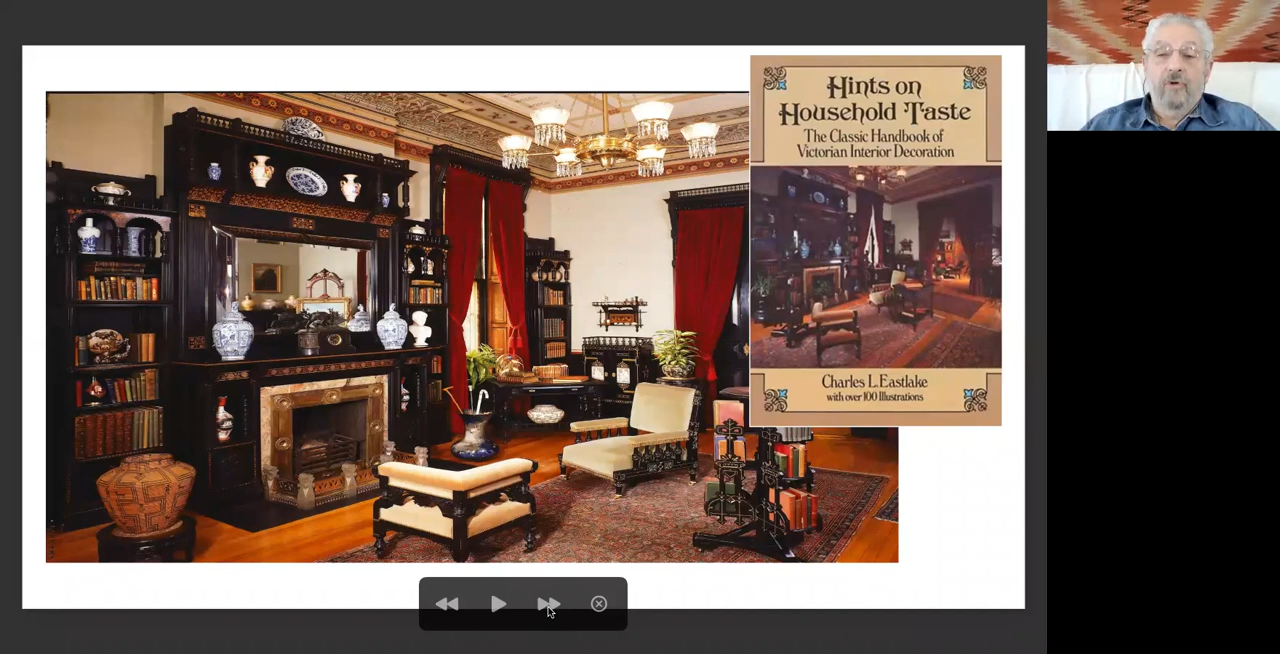 Hints on
Household Taste
The Classic Handbook of
Victorian Interior Decoration
Charles L. Eastlake
with over 100 Illustrations